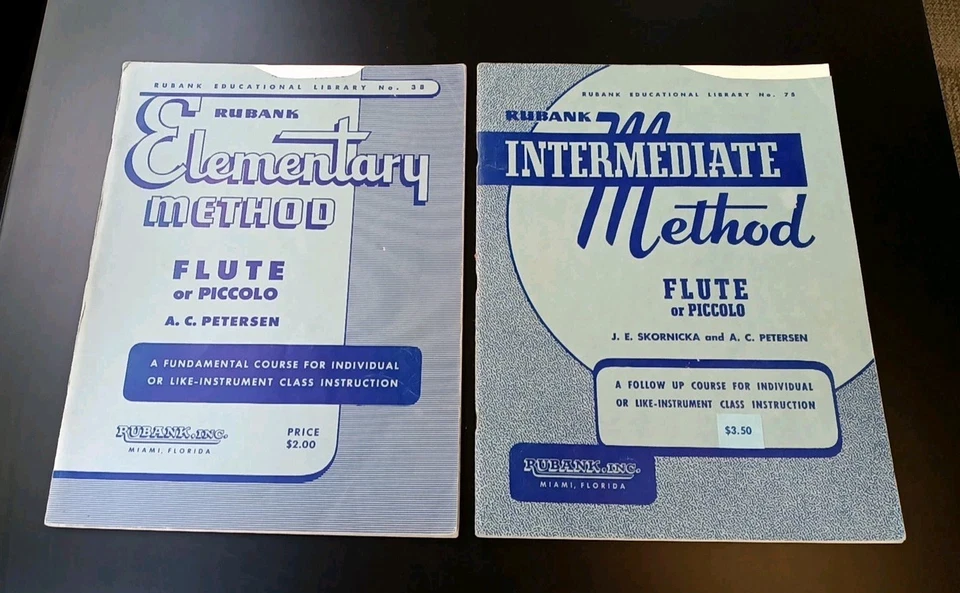 RUBANK EDUCATIONAL LIBRARY No. 38
RUBANK
Elementary
METHOD
FLUTE
or PICCOLO
A. C. PETERSEN
A FUNDAMENTAL COURSE FOR INDIVIDUAL
OR LIKE-INSTRUMENT CLASS INSTRUCTION
RUBANK, INC.
MIAMI, FLORIDA
PRICE
$2.00
RUBANK EDUCATIONAL LIBRARY No. 75
RUBANK
INTERMEDIATE
Method
FLUTE
or PICCOLO
J. E. SKORNICKA and A. C. PETERSEN
A FOLLOW UP COURSE FOR INDIVIDUAL
OR LIKE-INSTRUMENT CLASS INSTRUCTION
$3.50
RUBANK, INC.
MIAMI, FLORIDA